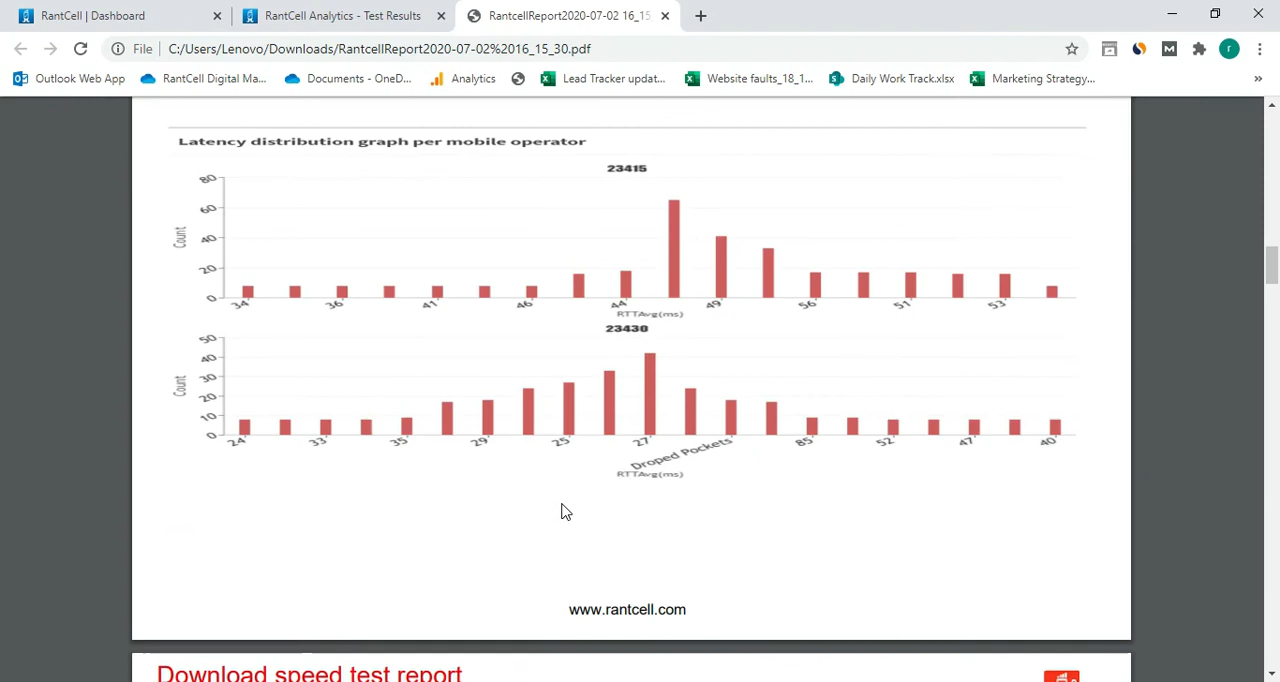 RantCell | Dashboard
RantCell Analytics - Test Results
RantcellReport2020-07-02 16_15
File
C:/Users/Lenovo/Downloads/RantcellReport2020-07-02%2016_15_30.pdf
M
r
Outlook Web App
RantCell Digital Ma...
Documents - OneD...
Analytics
Lead Tracker updat...
Website faults_18_1...
Daily Work Track.xlsx
Marketing Strategy...
»
Latency distribution graph per mobile operator
23415
80
60
40
20
0
Count
34 36 41 46 44 49 56 51 53
RTTAvg(ms)
23430
50
40
30
20
10
0
Count
24 33 35 29 25 27 Droped Pockets 85 52 47 40
RTTAvg(ms)
www.rantcell.com
Download speed test report